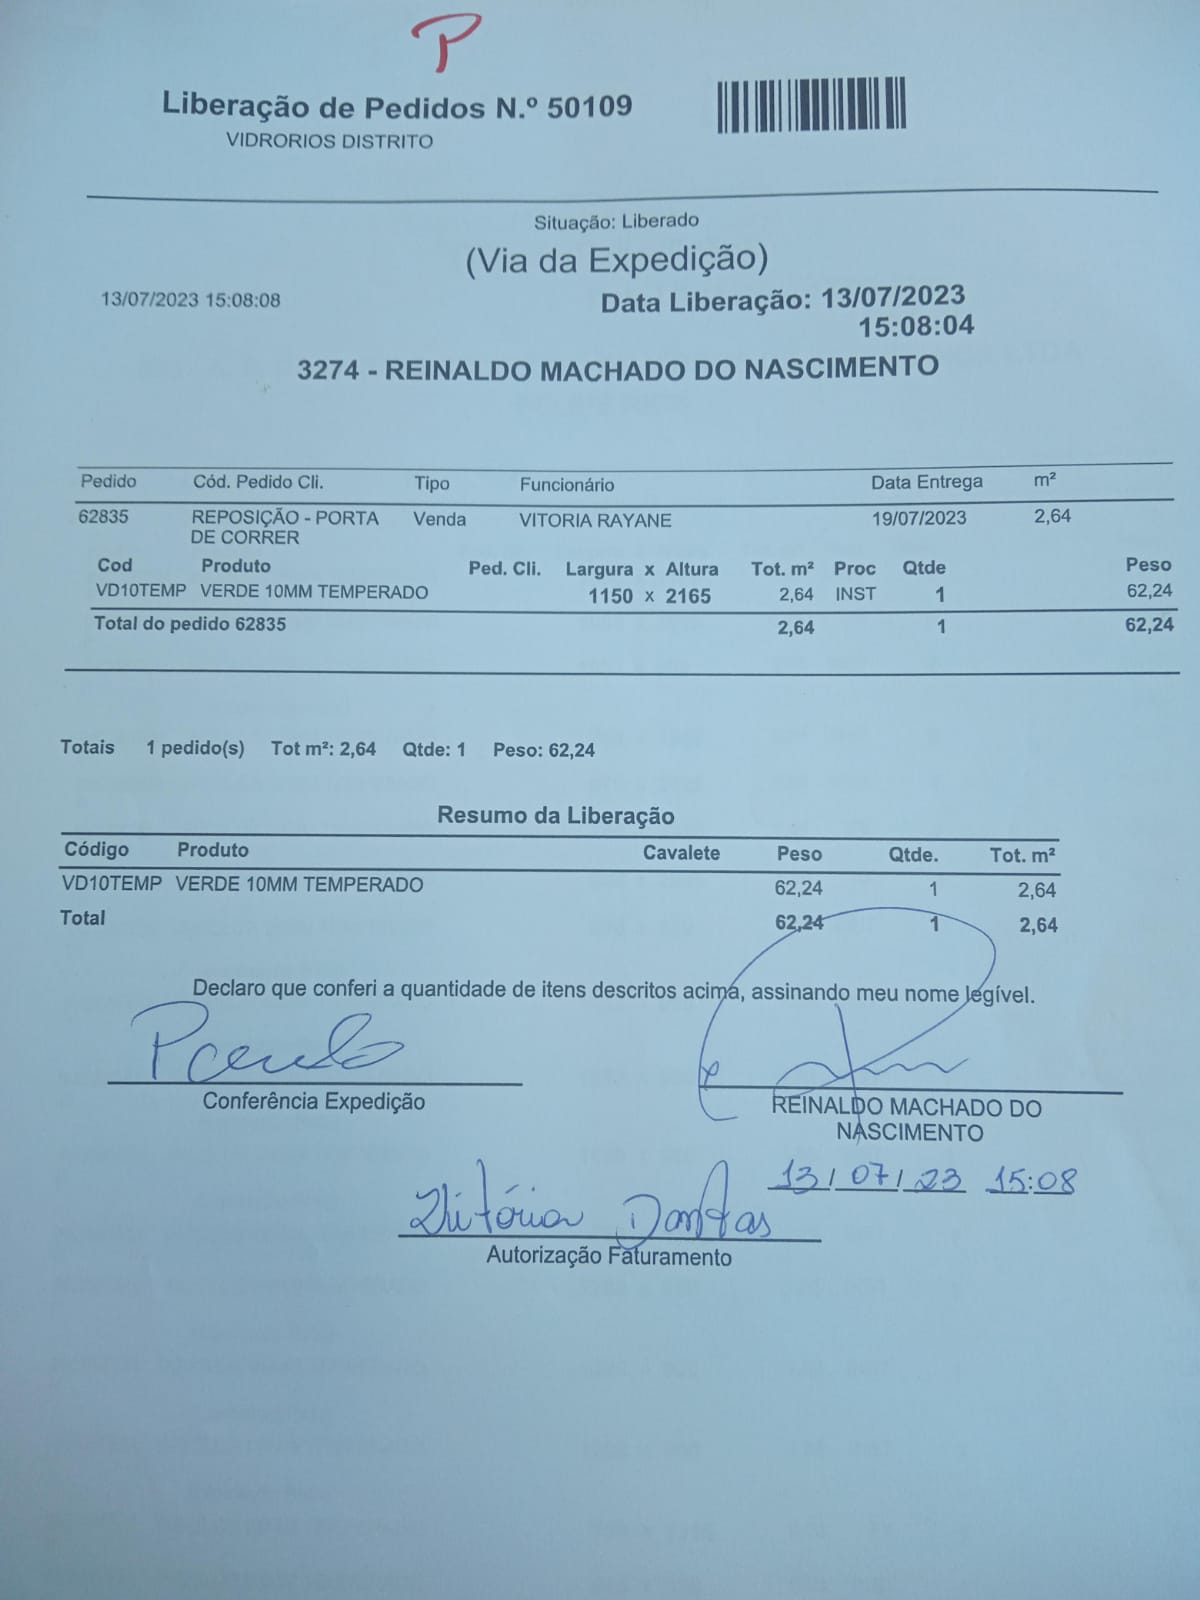 P
Liberação de Pedidos N.º 50109
VIDRORIOS DISTRITO
Situação: Liberado
(Via da Expedição)
13/07/2023 15:08:08
Data Liberação: 13/07/2023
15:08:04
3274 - REINALDO MACHADO DO NASCIMENTO
Pedido Cód. Pedido Cli. Tipo Funcionário Data Entrega m²
62835 REPOSIÇÃO - PORTA Venda VITORIA RAYANE 19/07/2023 2,64
DE CORRER
Cod Produto Ped. Cli. Largura x Altura Tot. m² Proc Qtde Peso
VD10TEMP VERDE 10MM TEMPERADO 1150 x 2165 2,64 INST 1 62,24
Total do pedido 62835 2,64 1 62,24
Totais 1 pedido(s) Tot m²: 2,64 Qtde: 1 Peso: 62,24
Resumo da Liberação
Código Produto Cavalete Peso Qtde. Tot. m²
VD10TEMP VERDE 10MM TEMPERADO 62,24 1 2,64
Total 62,24 1 2,64
Declaro que conferi a quantidade de itens descritos acima, assinando meu nome legível.
Conferência Expedição
REINALDO MACHADO DO
NASCIMENTO
13/07/23 15:08
Vitória Dantas
Autorização Faturamento